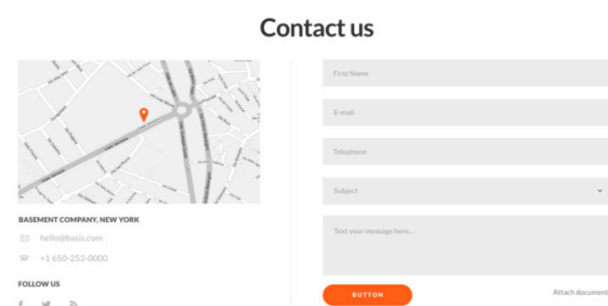 Contact us
BASEMENT COMPANY, NEW YORK
hello@basis.com
+1 650-253-0000
FOLLOW US
First Name
E-mail
Telephone
Subject
Text your message here...
BUTTON
Attach document